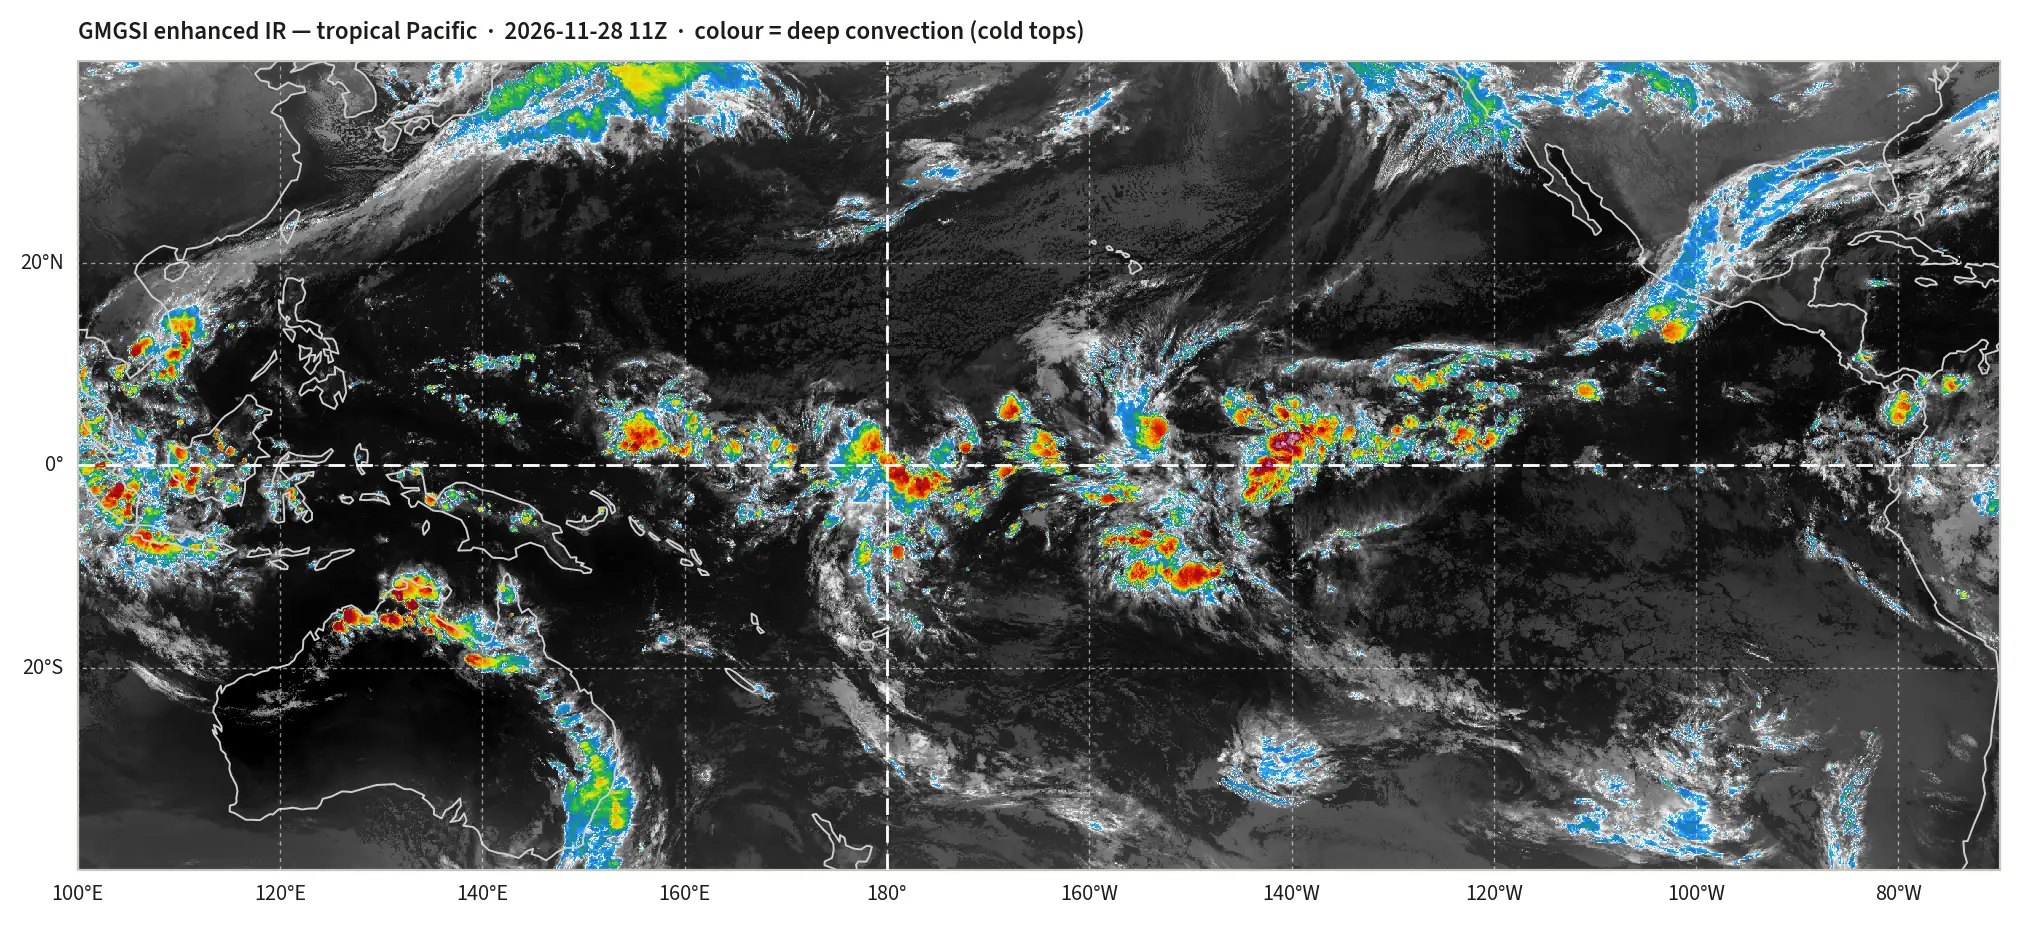 GMGSI enhanced IR — tropical Pacific · 2026-11-28 11Z · colour = deep convection (cold tops)
20°N
0°
20°S
100°E 120°E 140°E 160°E 180° 160°W 140°W 120°W 100°W 80°W